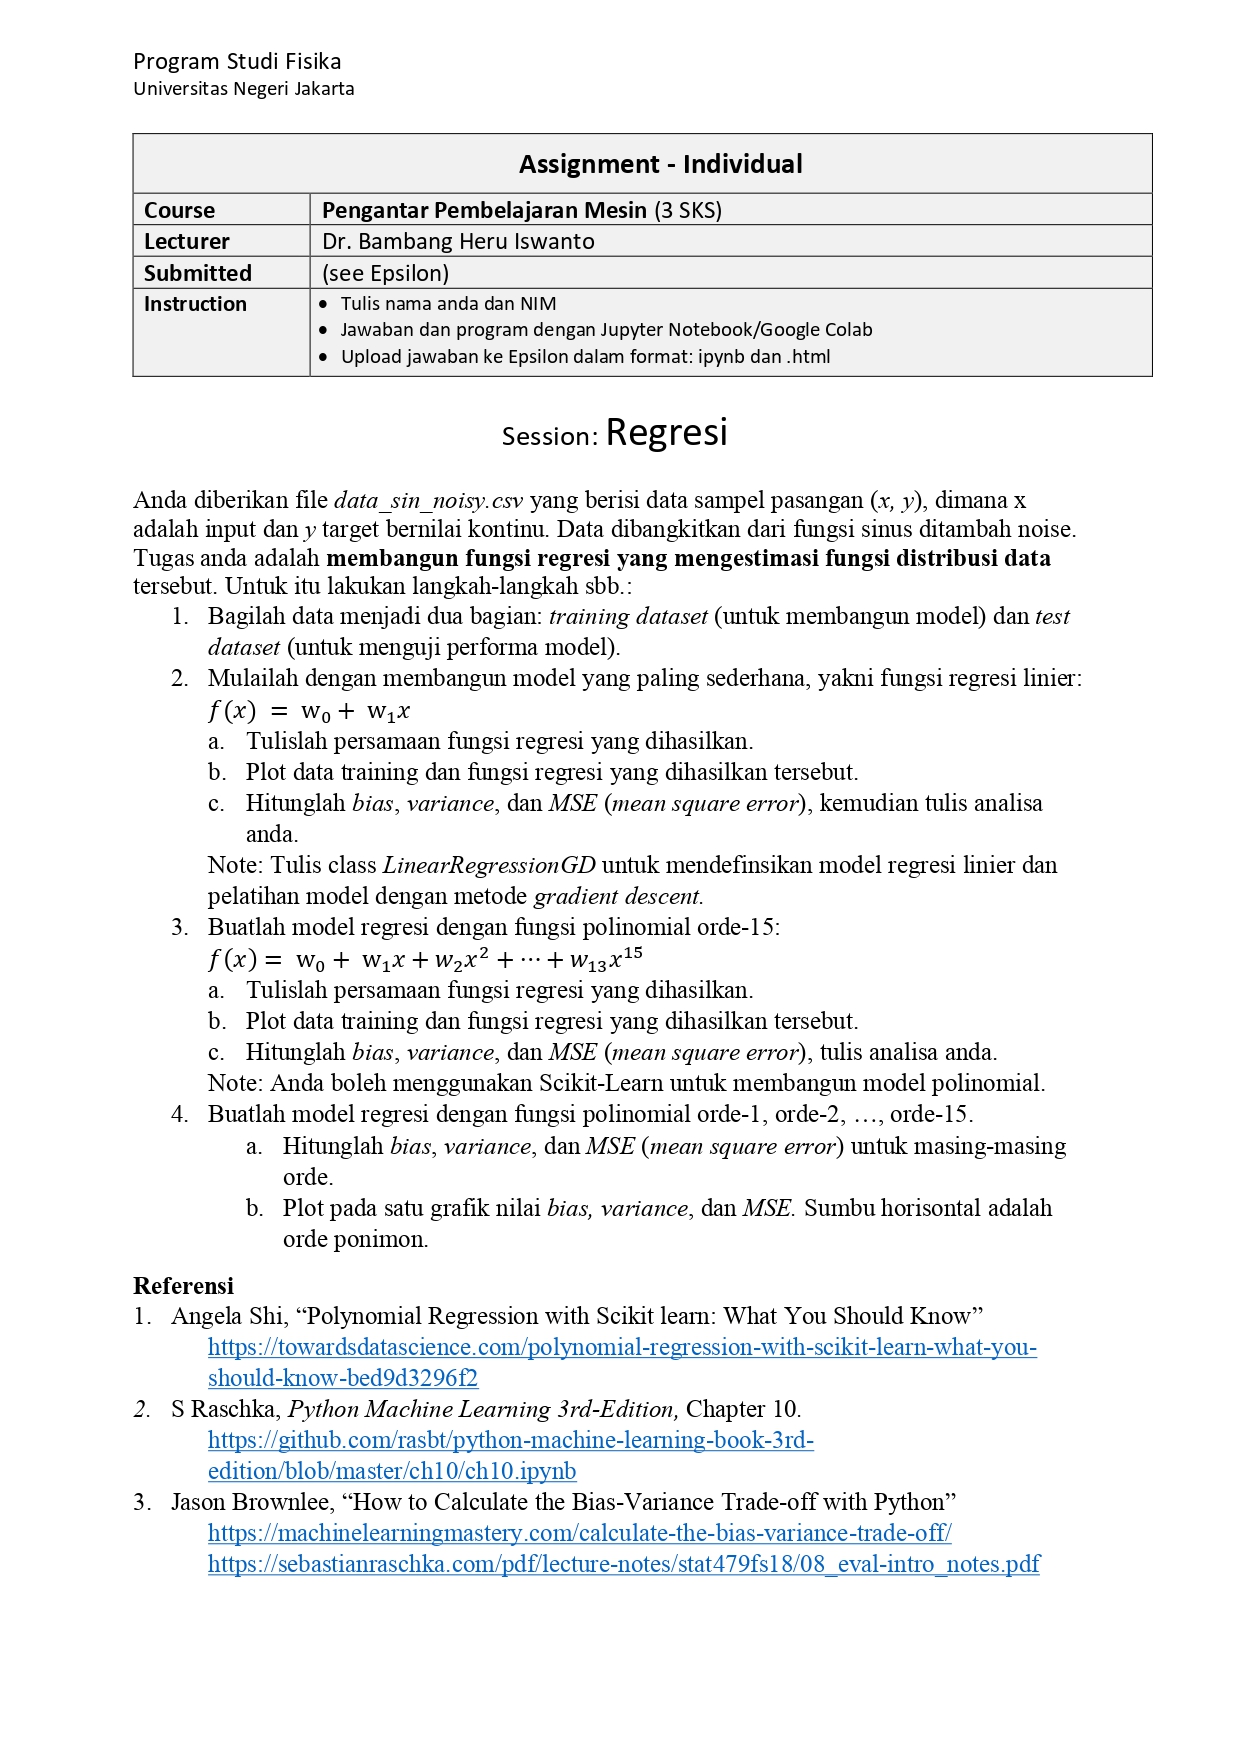 Program Studi Fisika
Universitas Negeri Jakarta
Assignment - Individual
Course Pengantar Pembelajaran Mesin (3 SKS)
Lecturer Dr. Bambang Heru Iswanto
Submitted (see Epsilon)
Instruction • Tulis nama anda dan NIM
• Jawaban dan program dengan Jupyter Notebook/Google Colab
• Upload jawaban ke Epsilon dalam format: ipynb dan .html
Session: Regresi
Anda diberikan file data_sin_noisy.csv yang berisi data sampel pasangan (x, y), dimana x
adalah input dan y target bernilai kontinu. Data dibangkitkan dari fungsi sinus ditambah noise.
Tugas anda adalah membangun fungsi regresi yang mengestimasi fungsi distribusi data
tersebut. Untuk itu lakukan langkah-langkah sbb.:
1. Bagilah data menjadi dua bagian: training dataset (untuk membangun model) dan test
dataset (untuk menguji performa model).
2. Mulailah dengan membangun model yang paling sederhana, yakni fungsi regresi linier:
f(x) = w₀ + w₁x
a. Tulislah persamaan fungsi regresi yang dihasilkan.
b. Plot data training dan fungsi regresi yang dihasilkan tersebut.
c. Hitunglah bias, variance, dan MSE (mean square error), kemudian tulis analisa
anda.
Note: Tulis class LinearRegressionGD untuk mendefinsikan model regresi linier dan
pelatihan model dengan metode gradient descent.
3. Buatlah model regresi dengan fungsi polinomial orde-15:
f(x) = w₀ + w₁x + w₂x² + ⋯ + w₁₃x¹⁵
a. Tulislah persamaan fungsi regresi yang dihasilkan.
b. Plot data training dan fungsi regresi yang dihasilkan tersebut.
c. Hitunglah bias, variance, dan MSE (mean square error), tulis analisa anda.
Note: Anda boleh menggunakan Scikit-Learn untuk membangun model polinomial.
4. Buatlah model regresi dengan fungsi polinomial orde-1, orde-2, …, orde-15.
a. Hitunglah bias, variance, dan MSE (mean square error) untuk masing-masing
orde.
b. Plot pada satu grafik nilai bias, variance, dan MSE. Sumbu horisontal adalah
orde ponimon.
Referensi
1. Angela Shi, “Polynomial Regression with Scikit learn: What You Should Know”
https://towardsdatascience.com/polynomial-regression-with-scikit-learn-what-you-
should-know-bed9d3296f2
2. S Raschka, Python Machine Learning 3rd-Edition, Chapter 10.
https://github.com/rasbt/python-machine-learning-book-3rd-
edition/blob/master/ch10/ch10.ipynb
3. Jason Brownlee, “How to Calculate the Bias-Variance Trade-off with Python”
https://machinelearningmastery.com/calculate-the-bias-variance-trade-off/
https://sebastianraschka.com/pdf/lecture-notes/stat479fs18/08_eval-intro_notes.pdf